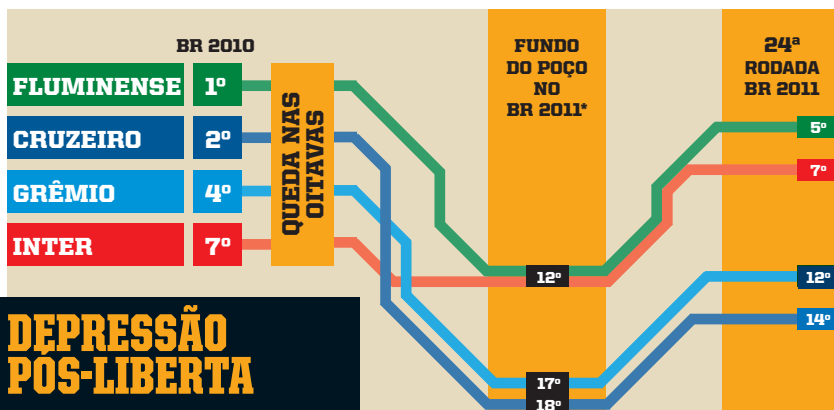 BR 2010
FUNDO
DO POÇO
NO
BR 2011*
24ª
RODADA
BR 2011
FLUMINENSE 1º
CRUZEIRO 2º
GRÊMIO 4º
INTER 7º
QUEDA NAS
OITAVAS
12º
17º
18º
5º
7º
12º
14º
DEPRESSÃO
PÓS-LIBERTA